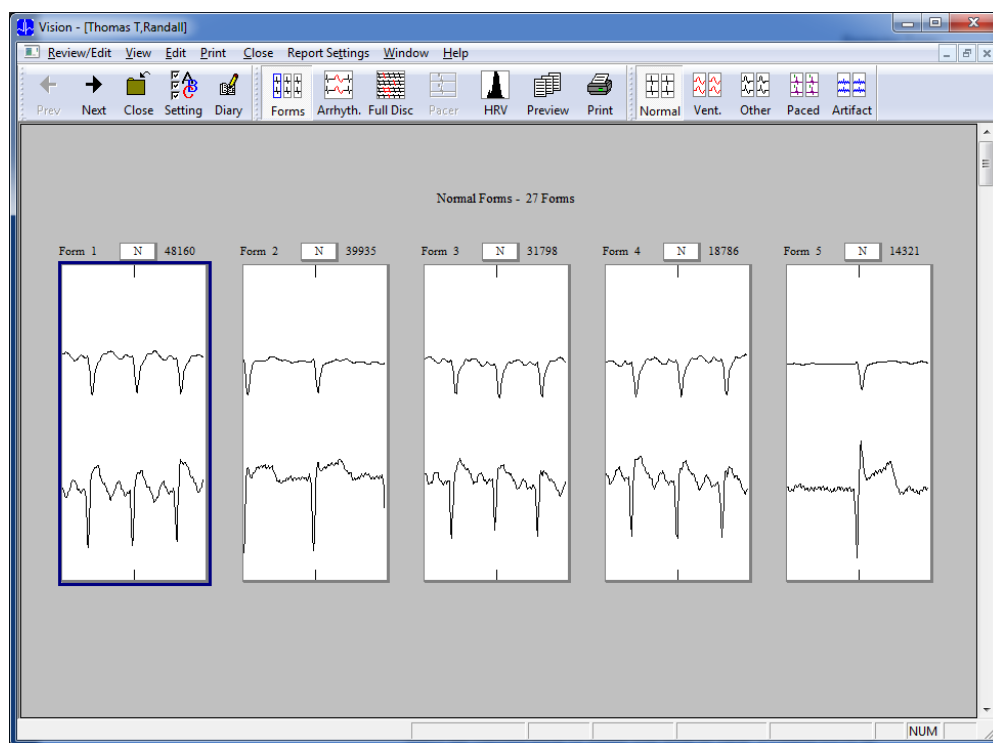 Vision - [Thomas T,Randall]
Review/Edit View Edit Print Close Report Settings Window Help
Prev Next Close Setting Diary Forms Arrhyth. Full Disc Pacer HRV Preview Print Normal Vent. Other Paced Artifact
Normal Forms - 27 Forms
Form 1 N 48160 Form 2 N 39935 Form 3 N 31798 Form 4 N 18786 Form 5 N 14321
NUM